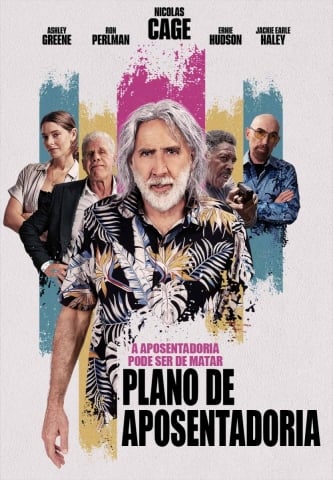 NICOLAS
CAGE
ASHLEY
GREENE
RON
PERLMAN
ERNIE
HUDSON
JACKIE EARLE
HALEY
A APOSENTADORIA
PODE SER DE MATAR
PLANO DE
APOSENTADORIA